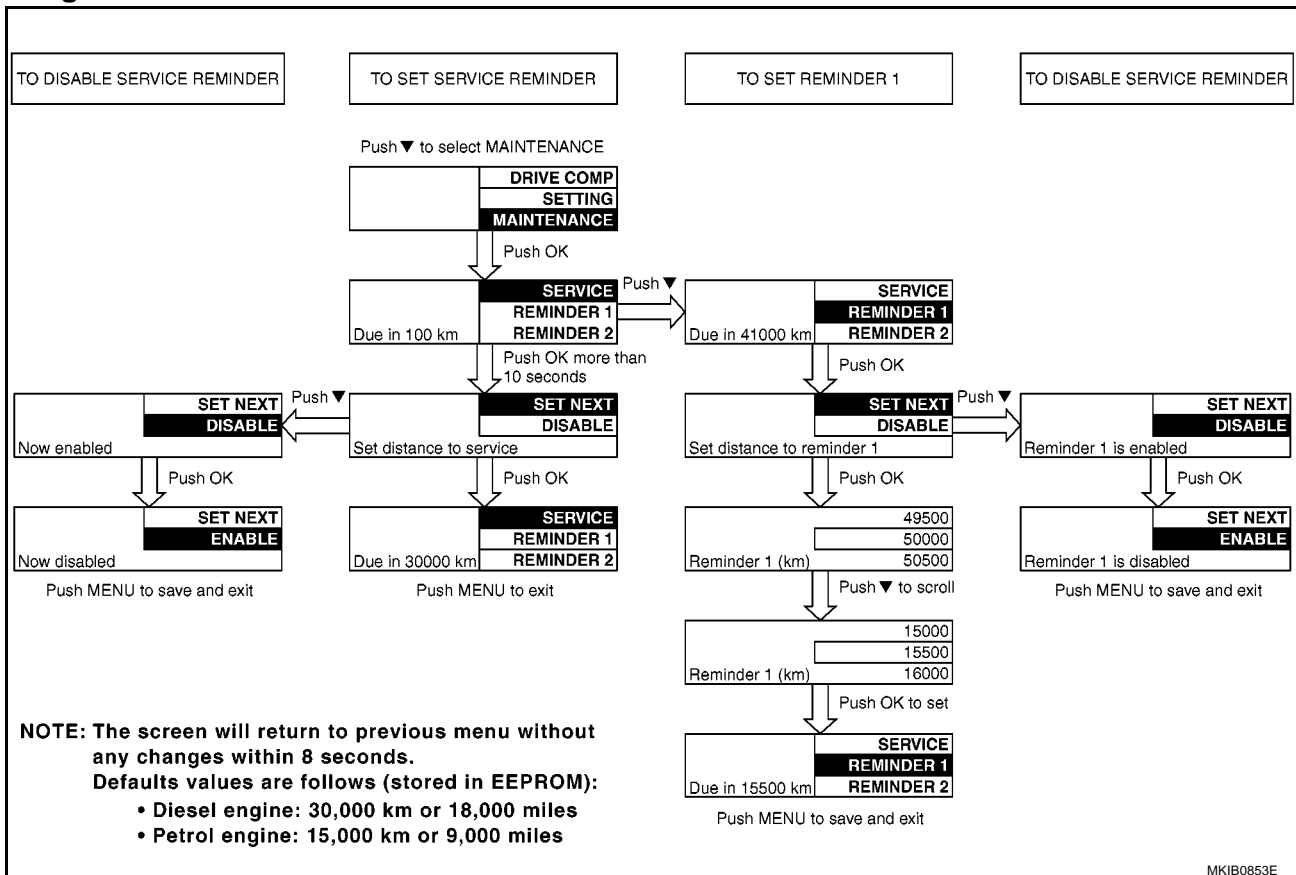 TO DISABLE SERVICE REMINDER
TO SET SERVICE REMINDER
TO SET REMINDER 1
TO DISABLE SERVICE REMINDER
Push ▼ to select MAINTENANCE
DRIVE COMP
SETTING
MAINTENANCE
Push OK
SERVICE
REMINDER 1
Due in 100 km REMINDER 2
Push ▼
SERVICE
REMINDER 1
Due in 41000 km REMINDER 2
Push OK more than
10 seconds
Push OK
SET NEXT
DISABLE
Now enabled
Push ▼
SET NEXT
DISABLE
Set distance to service
SET NEXT
DISABLE
Set distance to reminder 1
Push ▼
SET NEXT
DISABLE
Reminder 1 is enabled
Push OK
Push OK
Push OK
Push OK
SET NEXT
ENABLE
Now disabled
Push MENU to save and exit
SERVICE
REMINDER 1
Due in 30000 km REMINDER 2
Push MENU to exit
49500
50000
Reminder 1 (km) 50500
Push ▼ to scroll
SET NEXT
ENABLE
Reminder 1 is disabled
Push MENU to save and exit
15000
15500
Reminder 1 (km) 16000
Push OK to set
SERVICE
REMINDER 1
Due in 15500 km REMINDER 2
Push MENU to save and exit
NOTE: The screen will return to previous menu without
any changes within 8 seconds.
Defaults values are follows (stored in EEPROM):
• Diesel engine: 30,000 km or 18,000 miles
• Petrol engine: 15,000 km or 9,000 miles
MKIB0853E